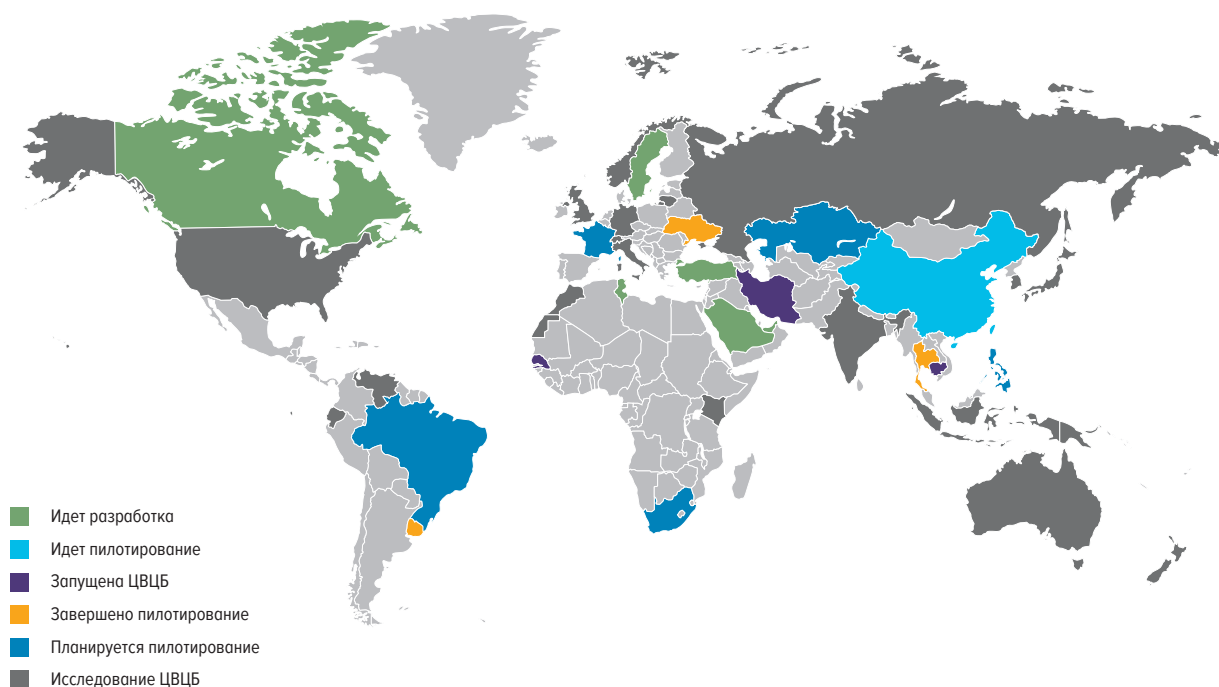 Идет разработка
Идет пилотирование
Запущена ЦВЦБ
Завершено пилотирование
Планируется пилотирование
Исследование ЦВЦБ